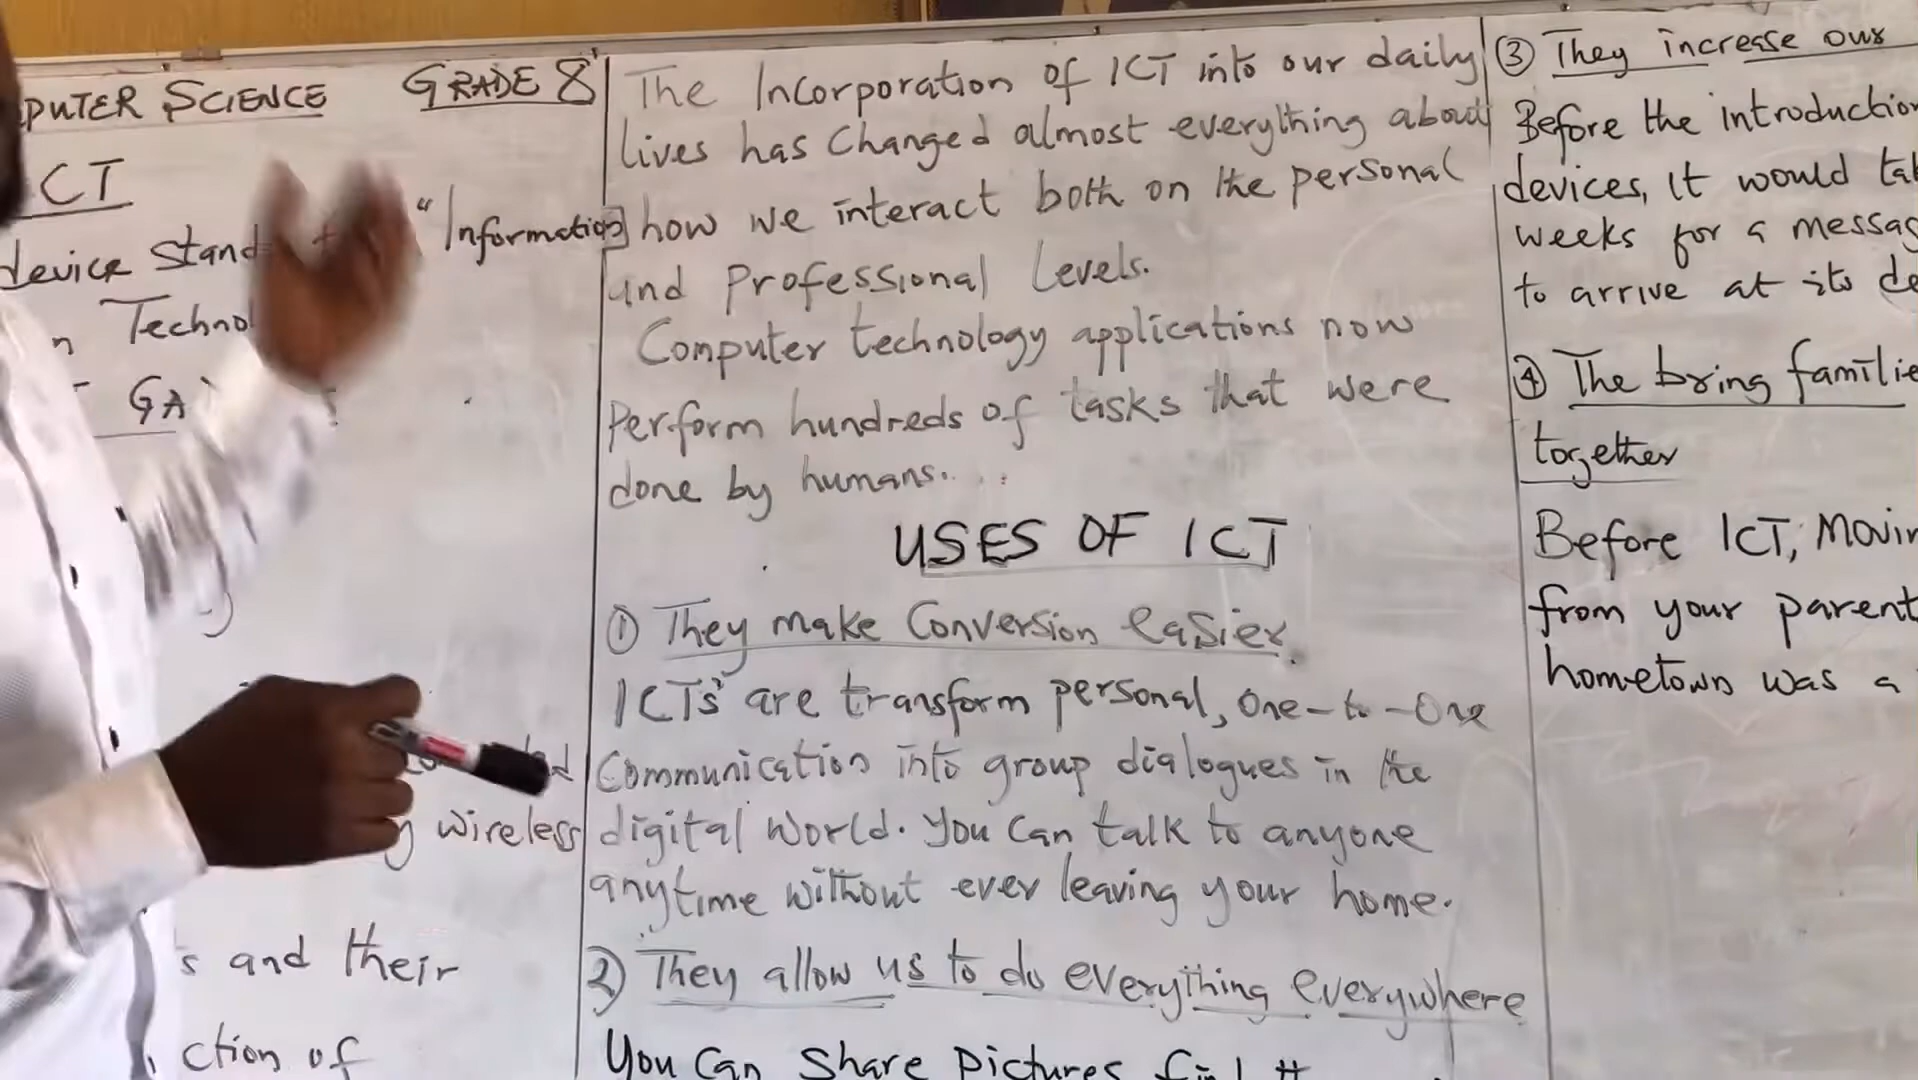 PUTER SCIENCE GRADE 8
CT
device stand "Information
Techno
GA
wireless
s and their
ction of
The Incorporation of ICT into our daily
lives has Changed almost everything about
how we interact both on the personal
and professional Levels.
Computer technology applications now
Perform hundreds of tasks that were
done by humans...
USES OF ICT
① They make Conversion easier.
ICTs' are transform personal, One-to-One
Communication into group dialogues in the
digital World. You Can talk to anyone
anytime without ever leaving your home.
2) They allow us to do everything everywhere
You Can Share Pictures
③ They increase our
Before the introduction
devices, It would ta
weeks for a messag
to arrive at its de
④ The bring familie
together
Before ICT, Movin
from your parent
hometown was a